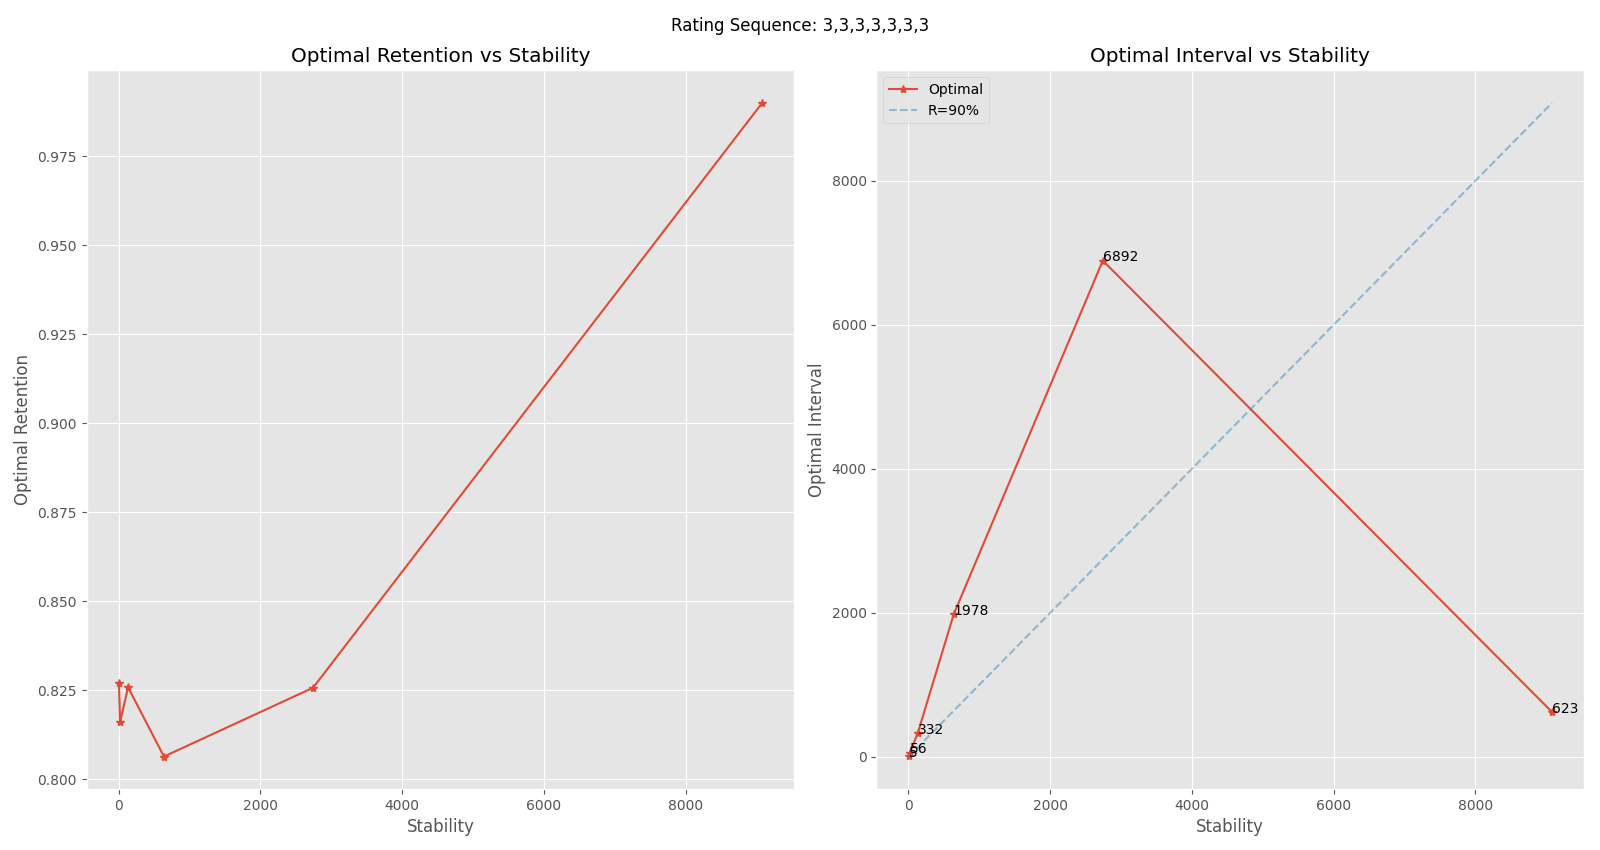 Rating Sequence: 3,3,3,3,3,3,3
Optimal Retention vs Stability
0.975
0.950
0.925
0.900
0.875
0.850
0.825
0.800
Optimal Retention
0 2000 4000 6000 8000
Stability
Optimal Interval vs Stability
Optimal
R=90%
8000
6000
4000
2000
0
Optimal Interval
6892
1978
332
56
623
0 2000 4000 6000 8000
Stability